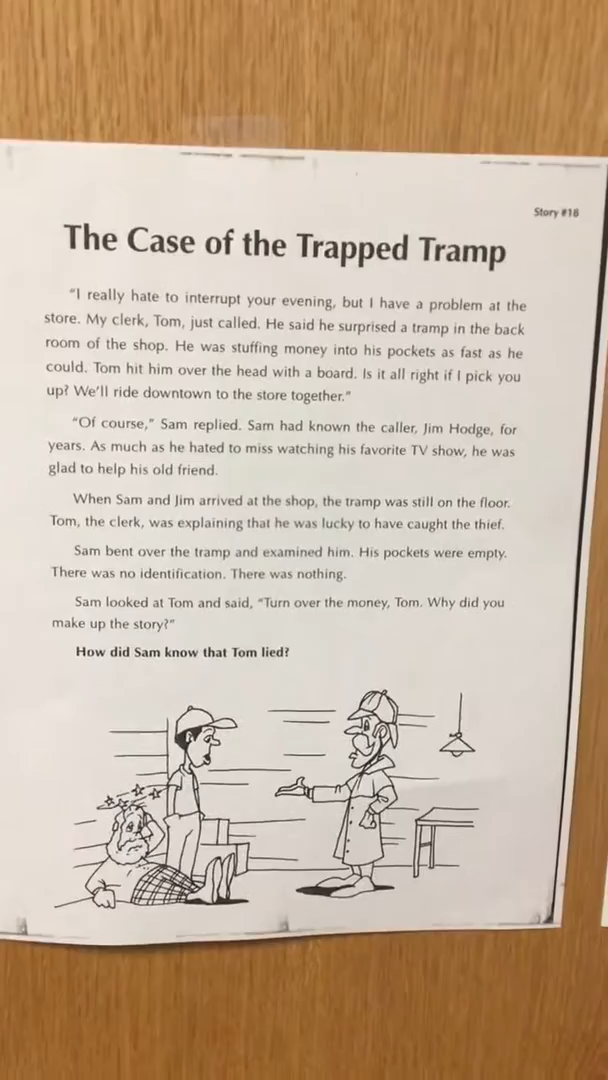 Story #18
The Case of the Trapped Tramp
"I really hate to interrupt your evening, but I have a problem at the
store. My clerk, Tom, just called. He said he surprised a tramp in the back
room of the shop. He was stuffing money into his pockets as fast as he
could. Tom hit him over the head with a board. Is it all right if I pick you
up? We'll ride downtown to the store together."
"Of course," Sam replied. Sam had known the caller, Jim Hodge, for
years. As much as he hated to miss watching his favorite TV show, he was
glad to help his old friend.
When Sam and Jim arrived at the shop, the tramp was still on the floor.
Tom, the clerk, was explaining that he was lucky to have caught the thief.
Sam bent over the tramp and examined him. His pockets were empty.
There was no identification. There was nothing.
Sam looked at Tom and said, "Turn over the money, Tom. Why did you
make up the story?"
How did Sam know that Tom lied?